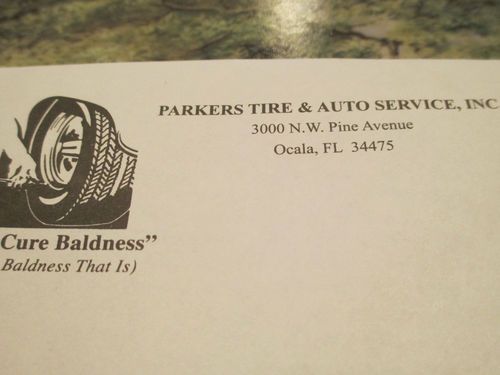 PARKERS TIRE & AUTO SERVICE, INC
3000 N.W. Pine Avenue
Ocala, FL 34475
Cure Baldness”
Baldness That Is)